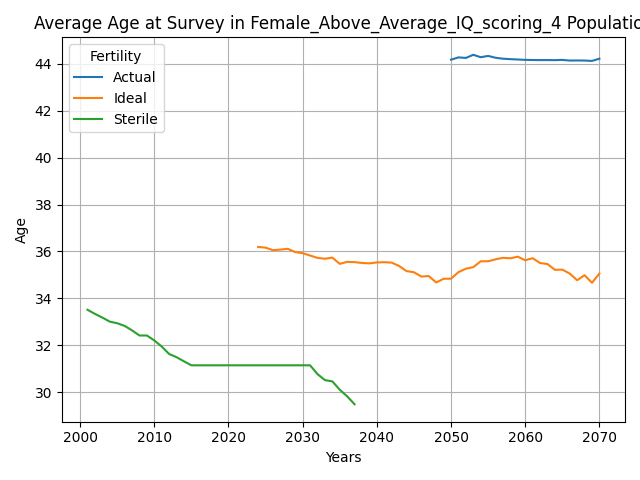 Average Age at Survey in Female_Above_Average_IQ_scoring_4 Populatio
Fertility
Actual
Ideal
Sterile
44
42
40
38
36
34
32
30
Age
2000 2010 2020 2030 2040 2050 2060 2070
Years